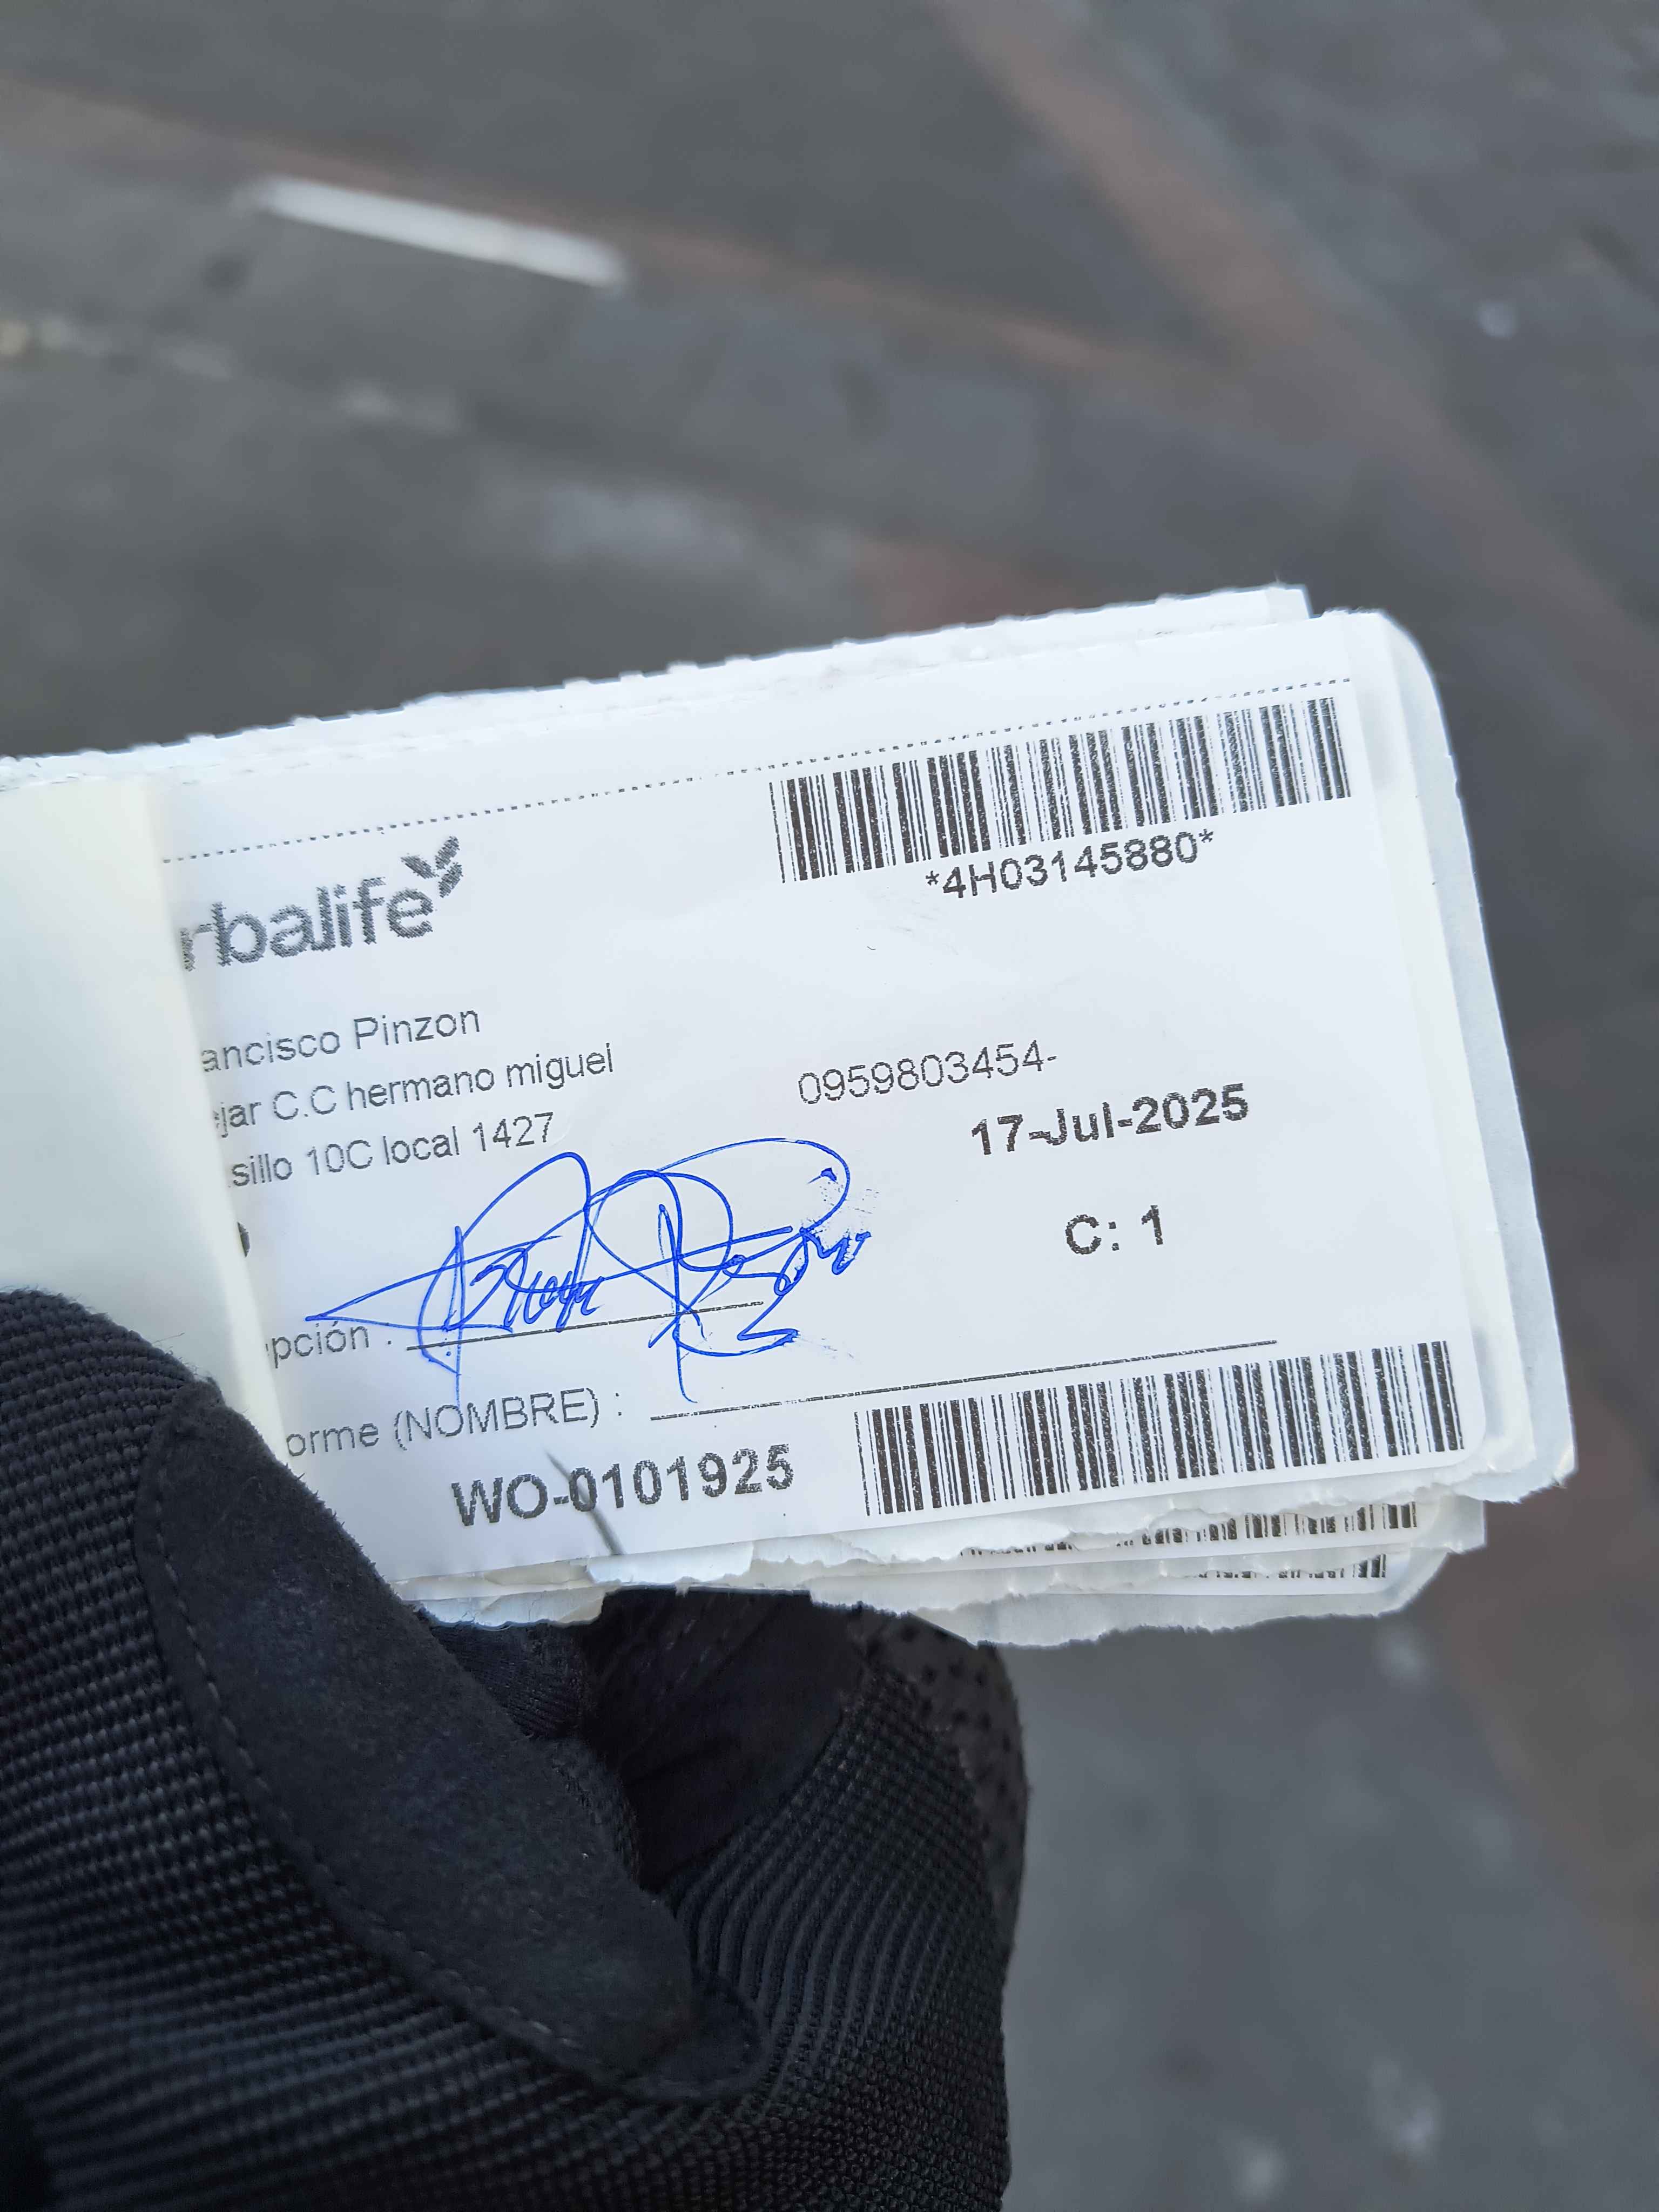 *4H03145880*
rbalife
ancisco Pinzon
jar C.C hermano miguel
0959803454-
sillo 10C local 1427
17-Jul-2025
C: 1
pción :
orme (NOMBRE) :
WO-0101925